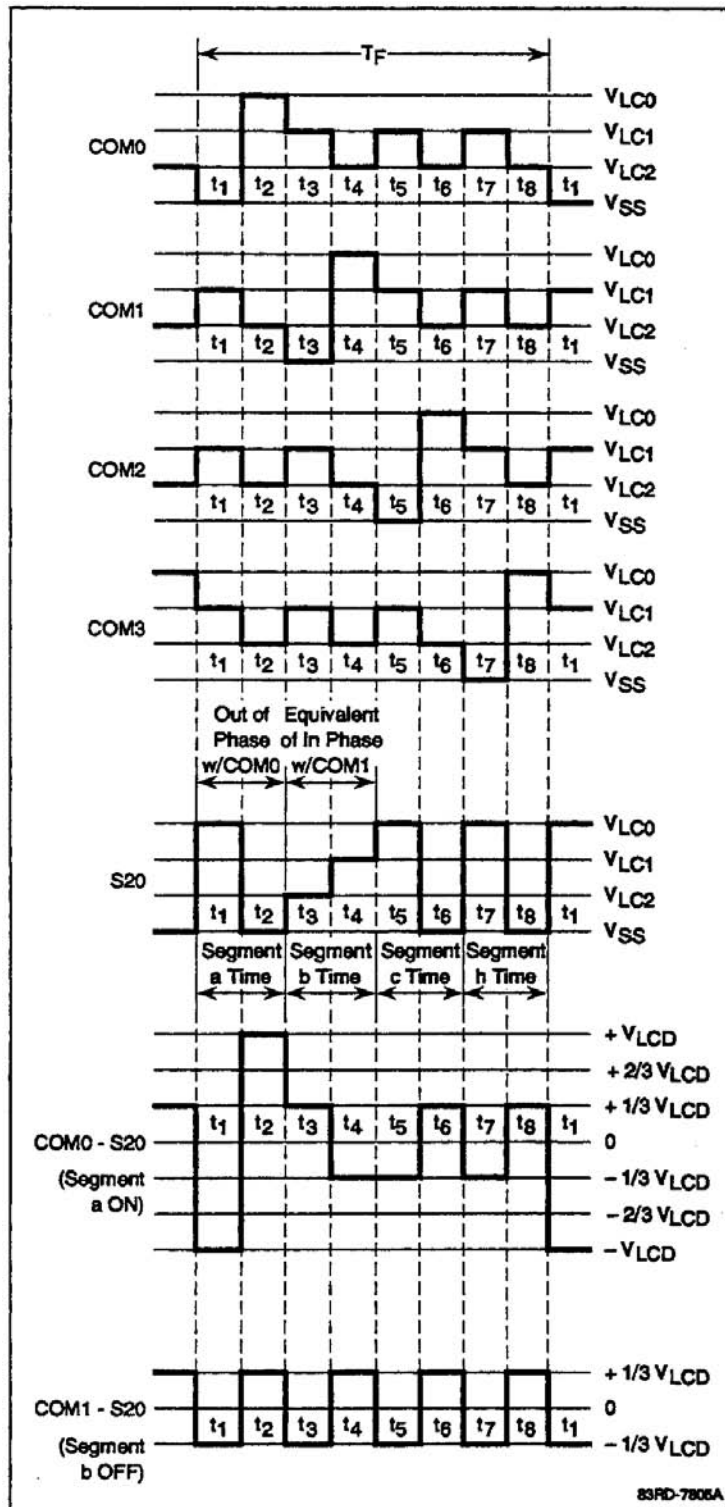 TF
VLC0
VLC1
COM0
VLC2
t1 t2 t3 t4 t5 t6 t7 t8 t1
VSS
VLC0
VLC1
COM1
VLC2
t1 t2 t3 t4 t5 t6 t7 t8 t1
VSS
VLC0
VLC1
COM2
VLC2
t1 t2 t3 t4 t5 t6 t7 t8 t1
VSS
VLC0
VLC1
COM3
VLC2
t1 t2 t3 t4 t5 t6 t7 t8 t1
VSS
Out of Equivalent
Phase of In Phase
w/COM0 w/COM1
VLC0
VLC1
S20
VLC2
t1 t2 t3 t4 t5 t6 t7 t8 t1
VSS
Segment Segment Segment Segment
a Time b Time c Time h Time
+ VLCD
+ 2/3 VLCD
+ 1/3 VLCD
t1 t2 t3 t4 t5 t6 t7 t8 t1
COM0 - S20 0
(Segment - 1/3 VLCD
a ON)
- 2/3 VLCD
- VLCD
+ 1/3 VLCD
COM1 - S20 0
t1 t2 t3 t4 t5 t6 t7 t8 t1
(Segment - 1/3 VLCD
b OFF)
83RD-7805A